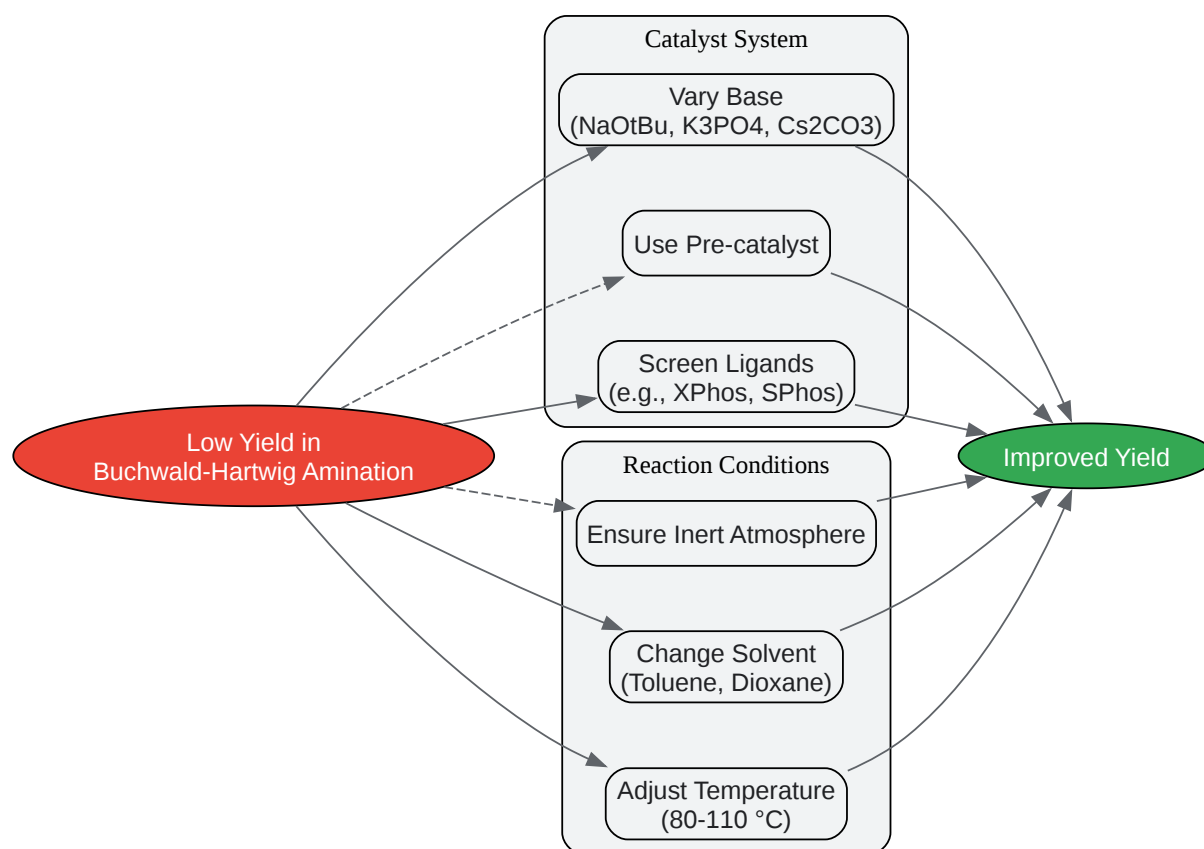 Catalyst System
Vary Base
(NaOtBu, K3PO4, Cs2CO3)
Use Pre-catalyst
Screen Ligands
(e.g., XPhos, SPhos)
Low Yield in
Buchwald-Hartwig Amination
Improved Yield
Reaction Conditions
Ensure Inert Atmosphere
Change Solvent
(Toluene, Dioxane)
Adjust Temperature
(80-110 °C)